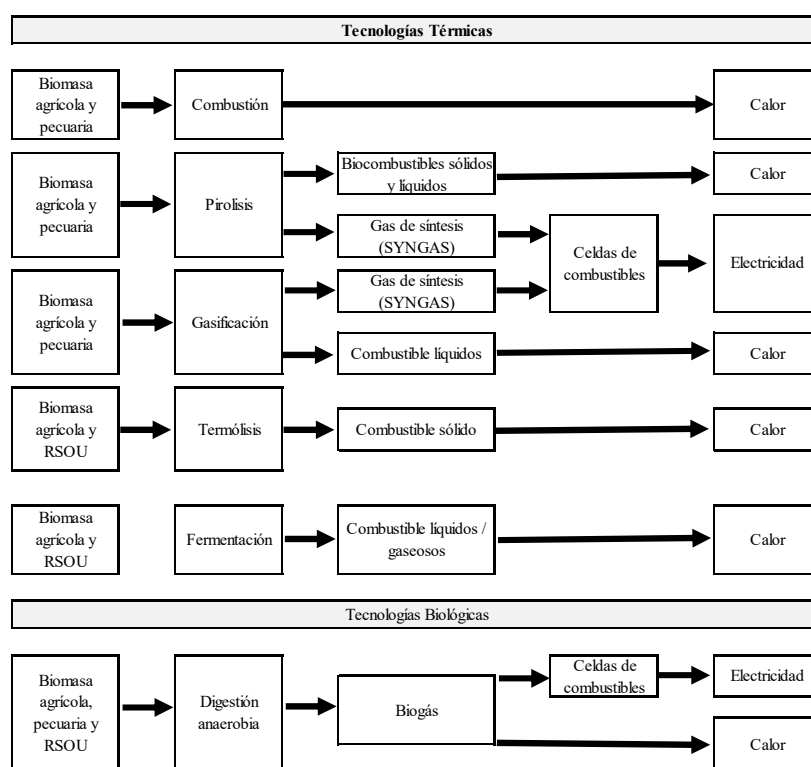 Tecnologías Térmicas
Biomasa
agrícola y
pecuaria
Combustión
Calor
Biomasa
agrícola y
pecuaria
Pirolisis
Biocombustibles sólidos
y líquidos
Calor
Gas de síntesis
(SYNGAS)
Celdas de
combustibles
Electricidad
Biomasa
agrícola y
pecuaria
Gasificación
Gas de síntesis
(SYNGAS)
Combustible líquidos
Calor
Biomasa
agrícola y
RSOU
Termólisis
Combustible sólido
Calor
Biomasa
agrícola y
RSOU
Fermentación
Combustible líquidos /
gaseosos
Calor
Tecnologías Biológicas
Biomasa
agrícola,
pecuaria y
RSOU
Digestión
anaerobia
Biogás
Celdas de
combustibles
Electricidad
Calor